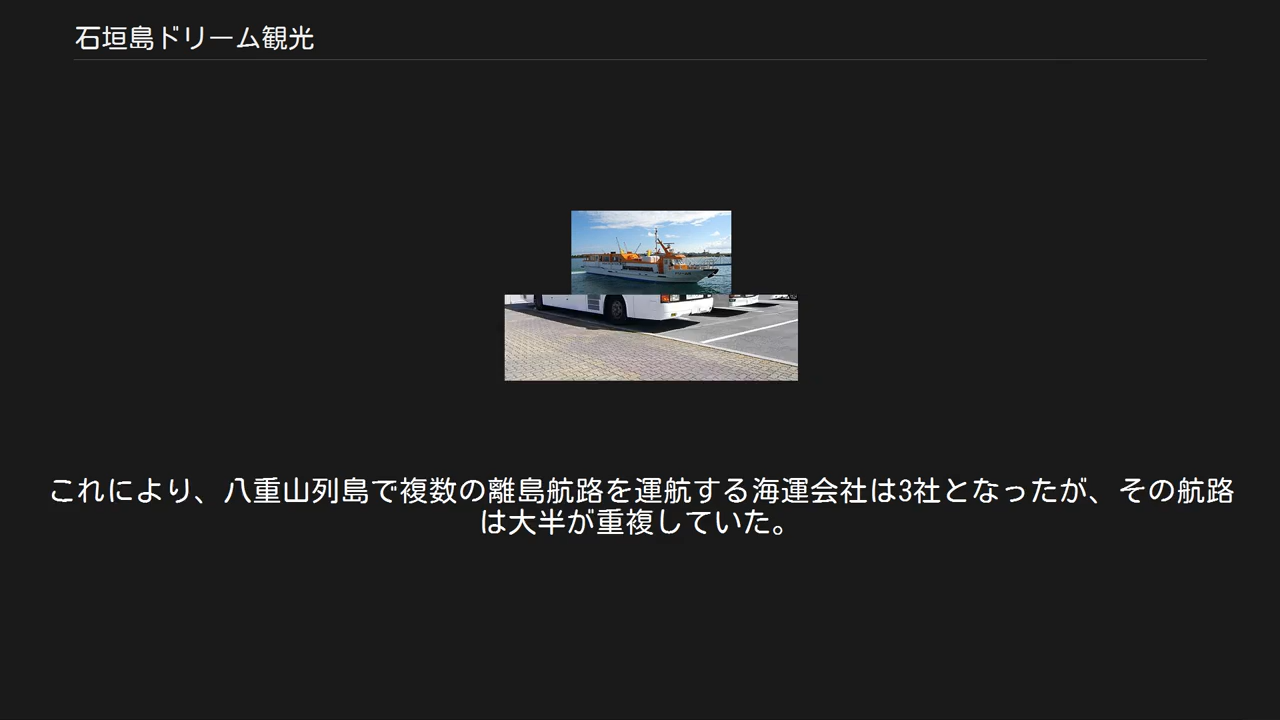 石垣島ドリーム観光
これにより、八重山列島で複数の離島航路を運航する海運会社は3社となったが、その航路
は大半が重複していた。